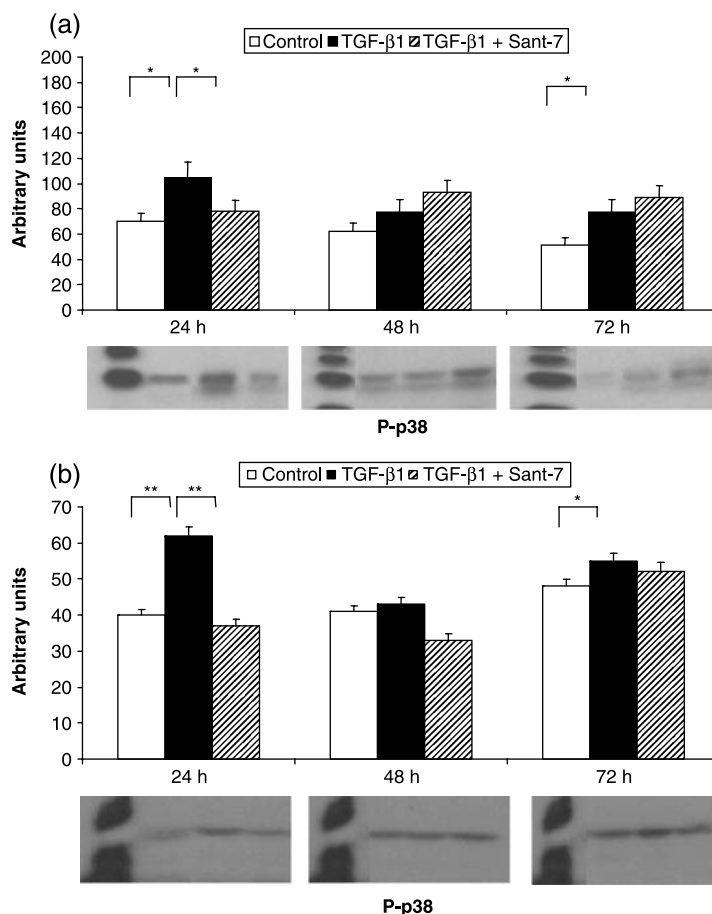 (a)
Control TGF-β1 TGF-β1 + Sant-7
200
180
160
140
120
100
80
60
40
20
0
Arbitrary units
* *
*
24 h 48 h 72 h
P-p38
(b)
Control TGF-β1 TGF-β1 + Sant-7
70
60
50
40
30
20
10
0
Arbitrary units
** **
*
24 h 48 h 72 h
P-p38